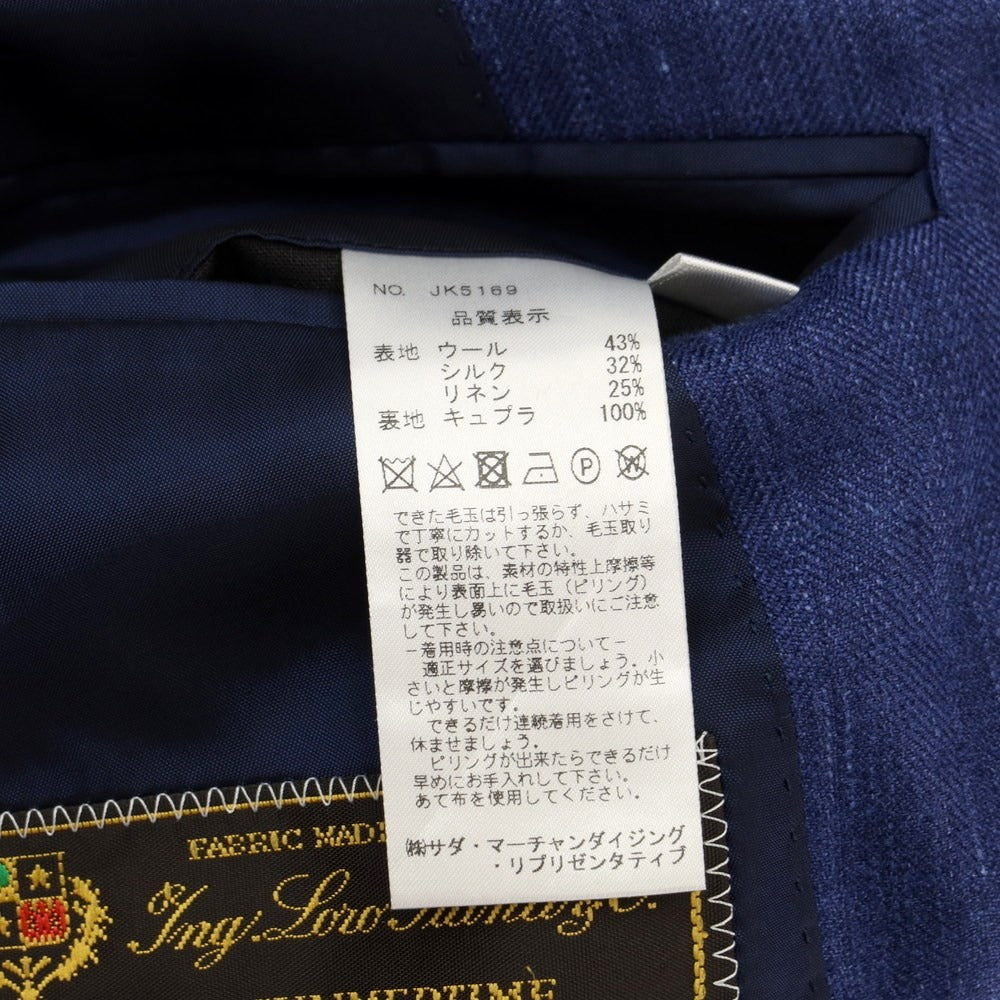 NO. JK5169
品質表示
表地 ウール 43%
シルク 32%
リネン 25%
裏地 キュプラ 100%
P
W
できた毛玉は引っ張らず、ハサミ
で丁寧にカットするか、毛玉取り
器で取り除いて下さい。
この製品は、素材の特性上摩擦等
により表面上に毛玉（ピリング）
が発生し易いので取扱いにご注意
して下さい。
－着用時の注意点について－
適正サイズを選びましょう。小
さいと摩擦が発生しピリングが生
じやすいです。
できるだけ連続着用をさけて、
休ませましょう。
ピリングが出来たらできるだけ
早めにお手入れして下さい。
あて布を使用してください。
㈱サダ・マーチャンダイジング
・リプリゼンタティブ
FABRIC MADE
Ing. Loro
SUMMERTIME